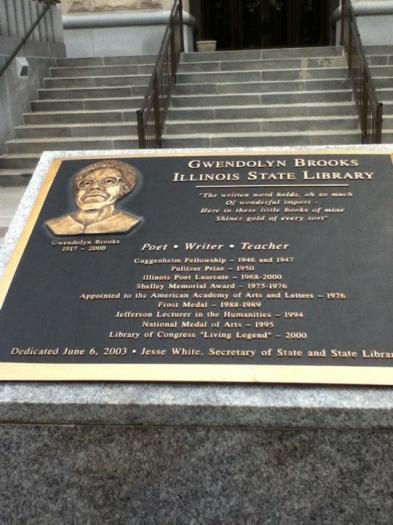 GWENDOLYN BROOKS
ILLINOIS STATE LIBRARY
"The written word holds, oh so much
Of wonderful import -
Here in these little books of mine
Shines gold of every sort"
Gwendolyn Brooks
1917 - 2000
Poet • Writer • Teacher
Guggenheim Fellowship - 1946 and 1947
Pulitzer Prize - 1950
Illinois Poet Laureate - 1968-2000
Shelley Memorial Award - 1975-1976
Appointed to the American Academy of Arts and Letters - 1976
Frost Medal - 1988-1989
Jefferson Lecturer in the Humanities - 1994
National Medal of Arts - 1995
Library of Congress "Living Legend" - 2000
Dedicated June 6, 2003 • Jesse White, Secretary of State and State Librar